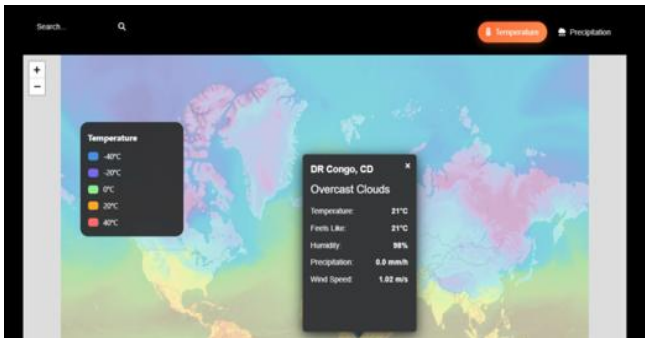 Search...
Temperature
Precipitation
+
−
Temperature
-40°C
-20°C
0°C
20°C
40°C
DR Congo, CD ×
Overcast Clouds
Temperature: 21°C
Feels Like: 21°C
Humidity 98%
Precipitation: 0.0 mm/h
Wind Speed: 1.02 m/s